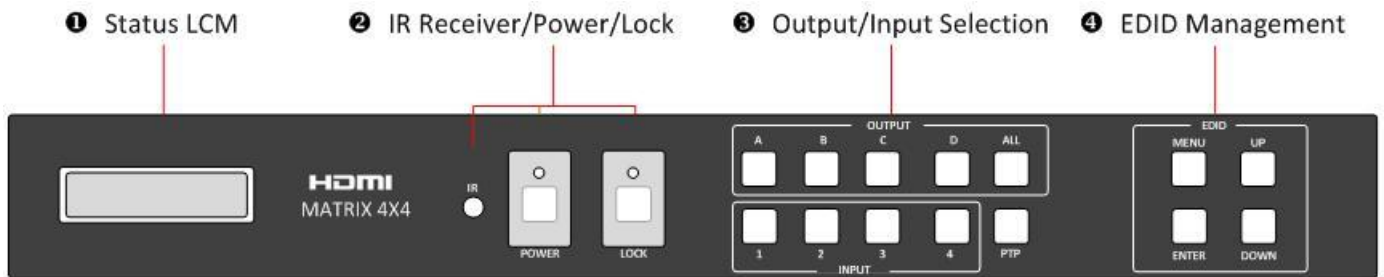 ❶ Status LCM ❷ IR Receiver/Power/Lock ❸ Output/Input Selection ❹ EDID Management
OUTPUT EDID
A B C D ALL MENU UP
HDMI
MATRIX 4X4
IR
POWER LOCK
1 2 3 4 PTP ENTER DOWN
INPUT